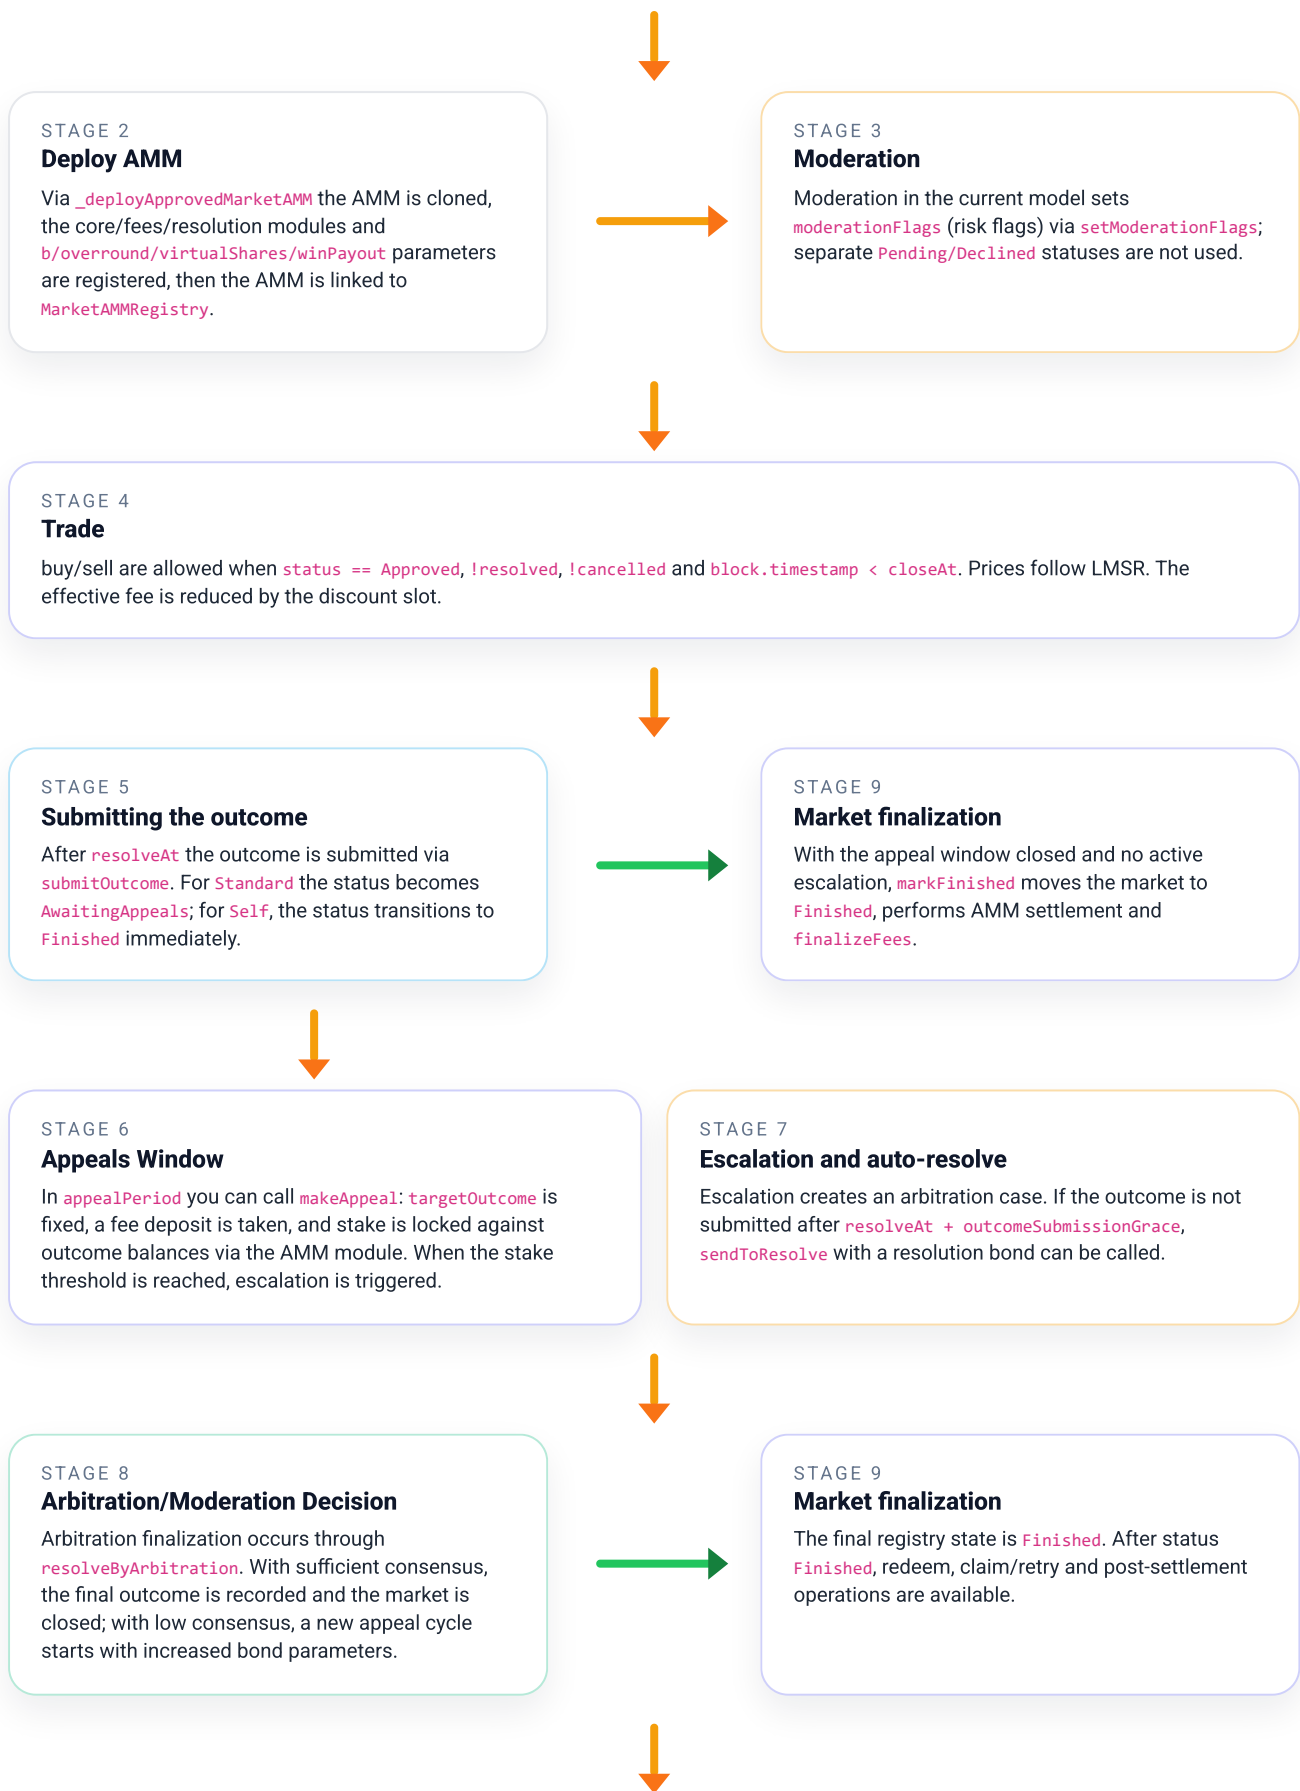 STAGE 2
Deploy AMM
Via _deployApprovedMarketAMM the AMM is cloned,
the core/fees/resolution modules and
b/overround/virtualShares/winPayout parameters
are registered, then the AMM is linked to
MarketAMMRegistry.
STAGE 3
Moderation
Moderation in the current model sets
moderationFlags (risk flags) via setModerationFlags;
separate Pending/Declined statuses are not used.
STAGE 4
Trade
buy/sell are allowed when status == Approved, !resolved, !cancelled and block.timestamp < closeAt. Prices follow LMSR. The
effective fee is reduced by the discount slot.
STAGE 5
Submitting the outcome
After resolveAt the outcome is submitted via
submitOutcome. For Standard the status becomes
AwaitingAppeals; for Self, the status transitions to
Finished immediately.
STAGE 9
Market finalization
With the appeal window closed and no active
escalation, markFinished moves the market to
Finished, performs AMM settlement and
finalizeFees.
STAGE 6
Appeals Window
In appealPeriod you can call makeAppeal: targetOutcome is
fixed, a fee deposit is taken, and stake is locked against
outcome balances via the AMM module. When the stake
threshold is reached, escalation is triggered.
STAGE 7
Escalation and auto-resolve
Escalation creates an arbitration case. If the outcome is not
submitted after resolveAt + outcomeSubmissionGrace,
sendToResolve with a resolution bond can be called.
STAGE 8
Arbitration/Moderation Decision
Arbitration finalization occurs through
resolveByArbitration. With sufficient consensus,
the final outcome is recorded and the market is
closed; with low consensus, a new appeal cycle
starts with increased bond parameters.
STAGE 9
Market finalization
The final registry state is Finished. After status
Finished, redeem, claim/retry and post-settlement
operations are available.